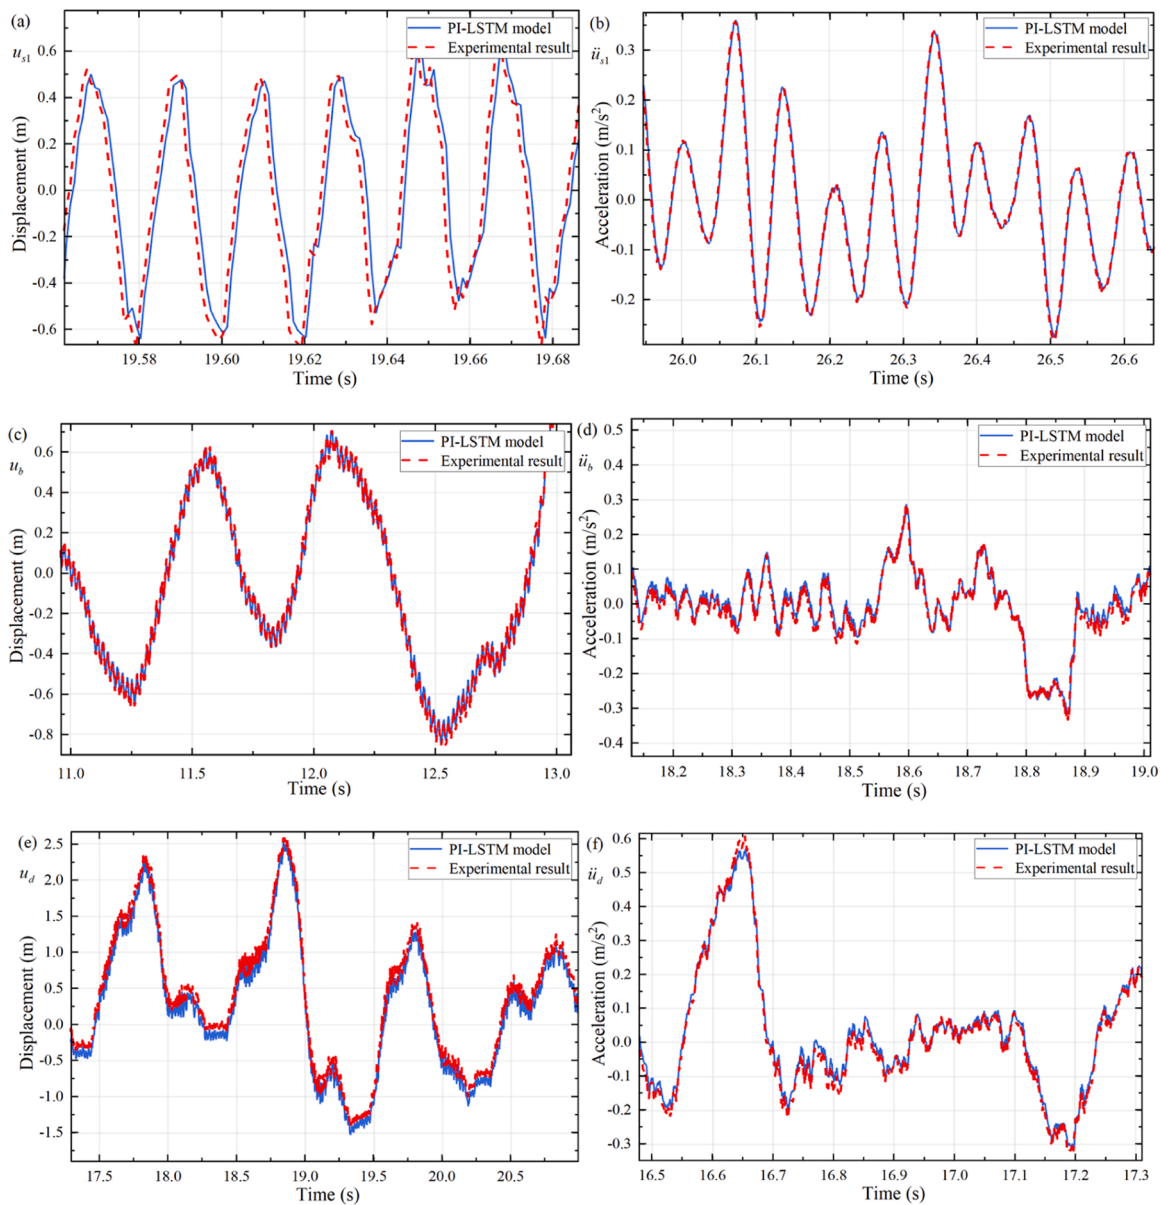 (a)
u_s1
PI-LSTM model
Experimental result
0.6
0.4
0.2
0.0
-0.2
-0.4
-0.6
Displacement (m)
19.58 19.60 19.62 19.64 19.66 19.68
Time (s)
(b)
ü_s1
PI-LSTM model
Experimental result
0.3
0.2
0.1
0.0
-0.1
-0.2
Acceleration (m/s²)
26.0 26.1 26.2 26.3 26.4 26.5 26.6
Time (s)
(c)
u_b
PI-LSTM model
Experimental result
0.6
0.4
0.2
0.0
-0.2
-0.4
-0.6
-0.8
Displacement (m)
11.0 11.5 12.0 12.5 13.0
Time (s)
(d)
ü_b
PI-LSTM model
Experimental result
0.5
0.4
0.3
0.2
0.1
0.0
-0.1
-0.2
-0.3
-0.4
Acceleration (m/s²)
18.2 18.3 18.4 18.5 18.6 18.7 18.8 18.9 19.0
Time (s)
(e)
u_d
PI-LSTM model
Experimental result
2.5
2.0
1.5
1.0
0.5
0.0
-0.5
-1.0
-1.5
Displacement (m)
17.5 18.0 18.5 19.0 19.5 20.0 20.5
Time (s)
(f)
ü_d
PI-LSTM model
Experimental result
0.6
0.5
0.4
0.3
0.2
0.1
0.0
-0.1
-0.2
-0.3
Acceleration (m/s²)
16.5 16.6 16.7 16.8 16.9 17.0 17.1 17.2 17.3
Time (s)